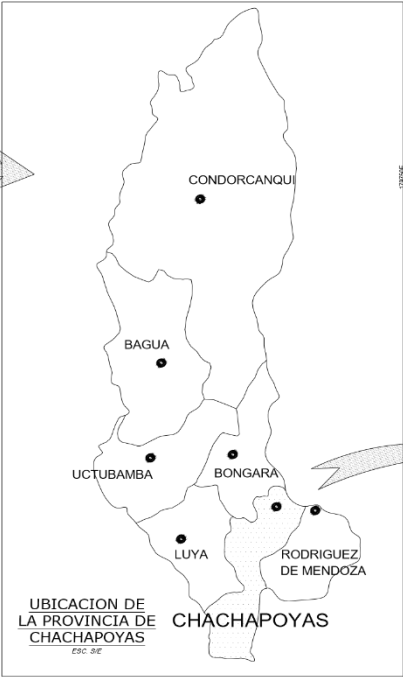 CONDORCANQUI
BAGUA
UCTUBAMBA
BONGARA
LUYA
RODRIGUEZ
DE MENDOZA
UBICACION DE
LA PROVINCIA DE
CHACHAPOYAS
ESC. S/E
CHACHAPOYAS